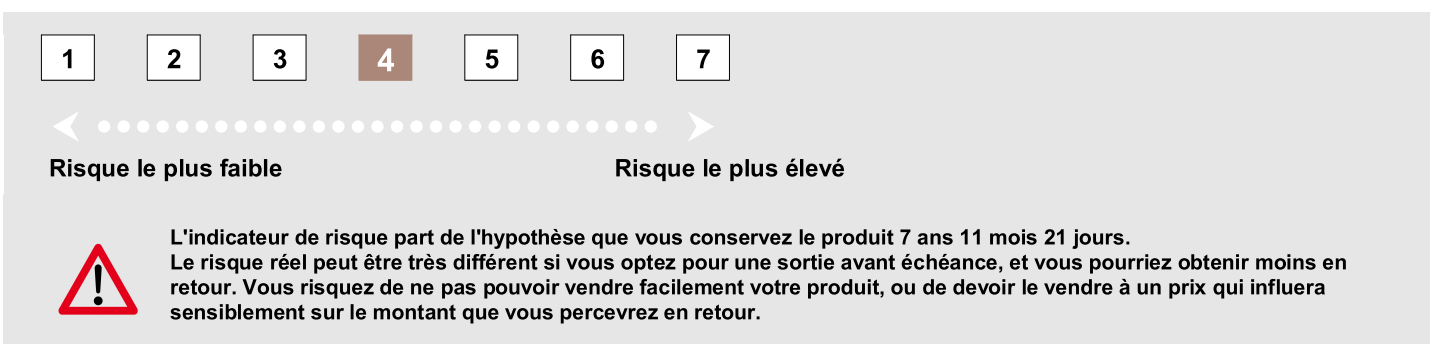 1 2 3 4 5 6 7
Risque le plus faible Risque le plus élevé
L'indicateur de risque part de l'hypothèse que vous conservez le produit 7 ans 11 mois 21 jours.
Le risque réel peut être très différent si vous optez pour une sortie avant échéance, et vous pourriez obtenir moins en
retour. Vous risquez de ne pas pouvoir vendre facilement votre produit, ou de devoir le vendre à un prix qui influera
sensiblement sur le montant que vous percevrez en retour.